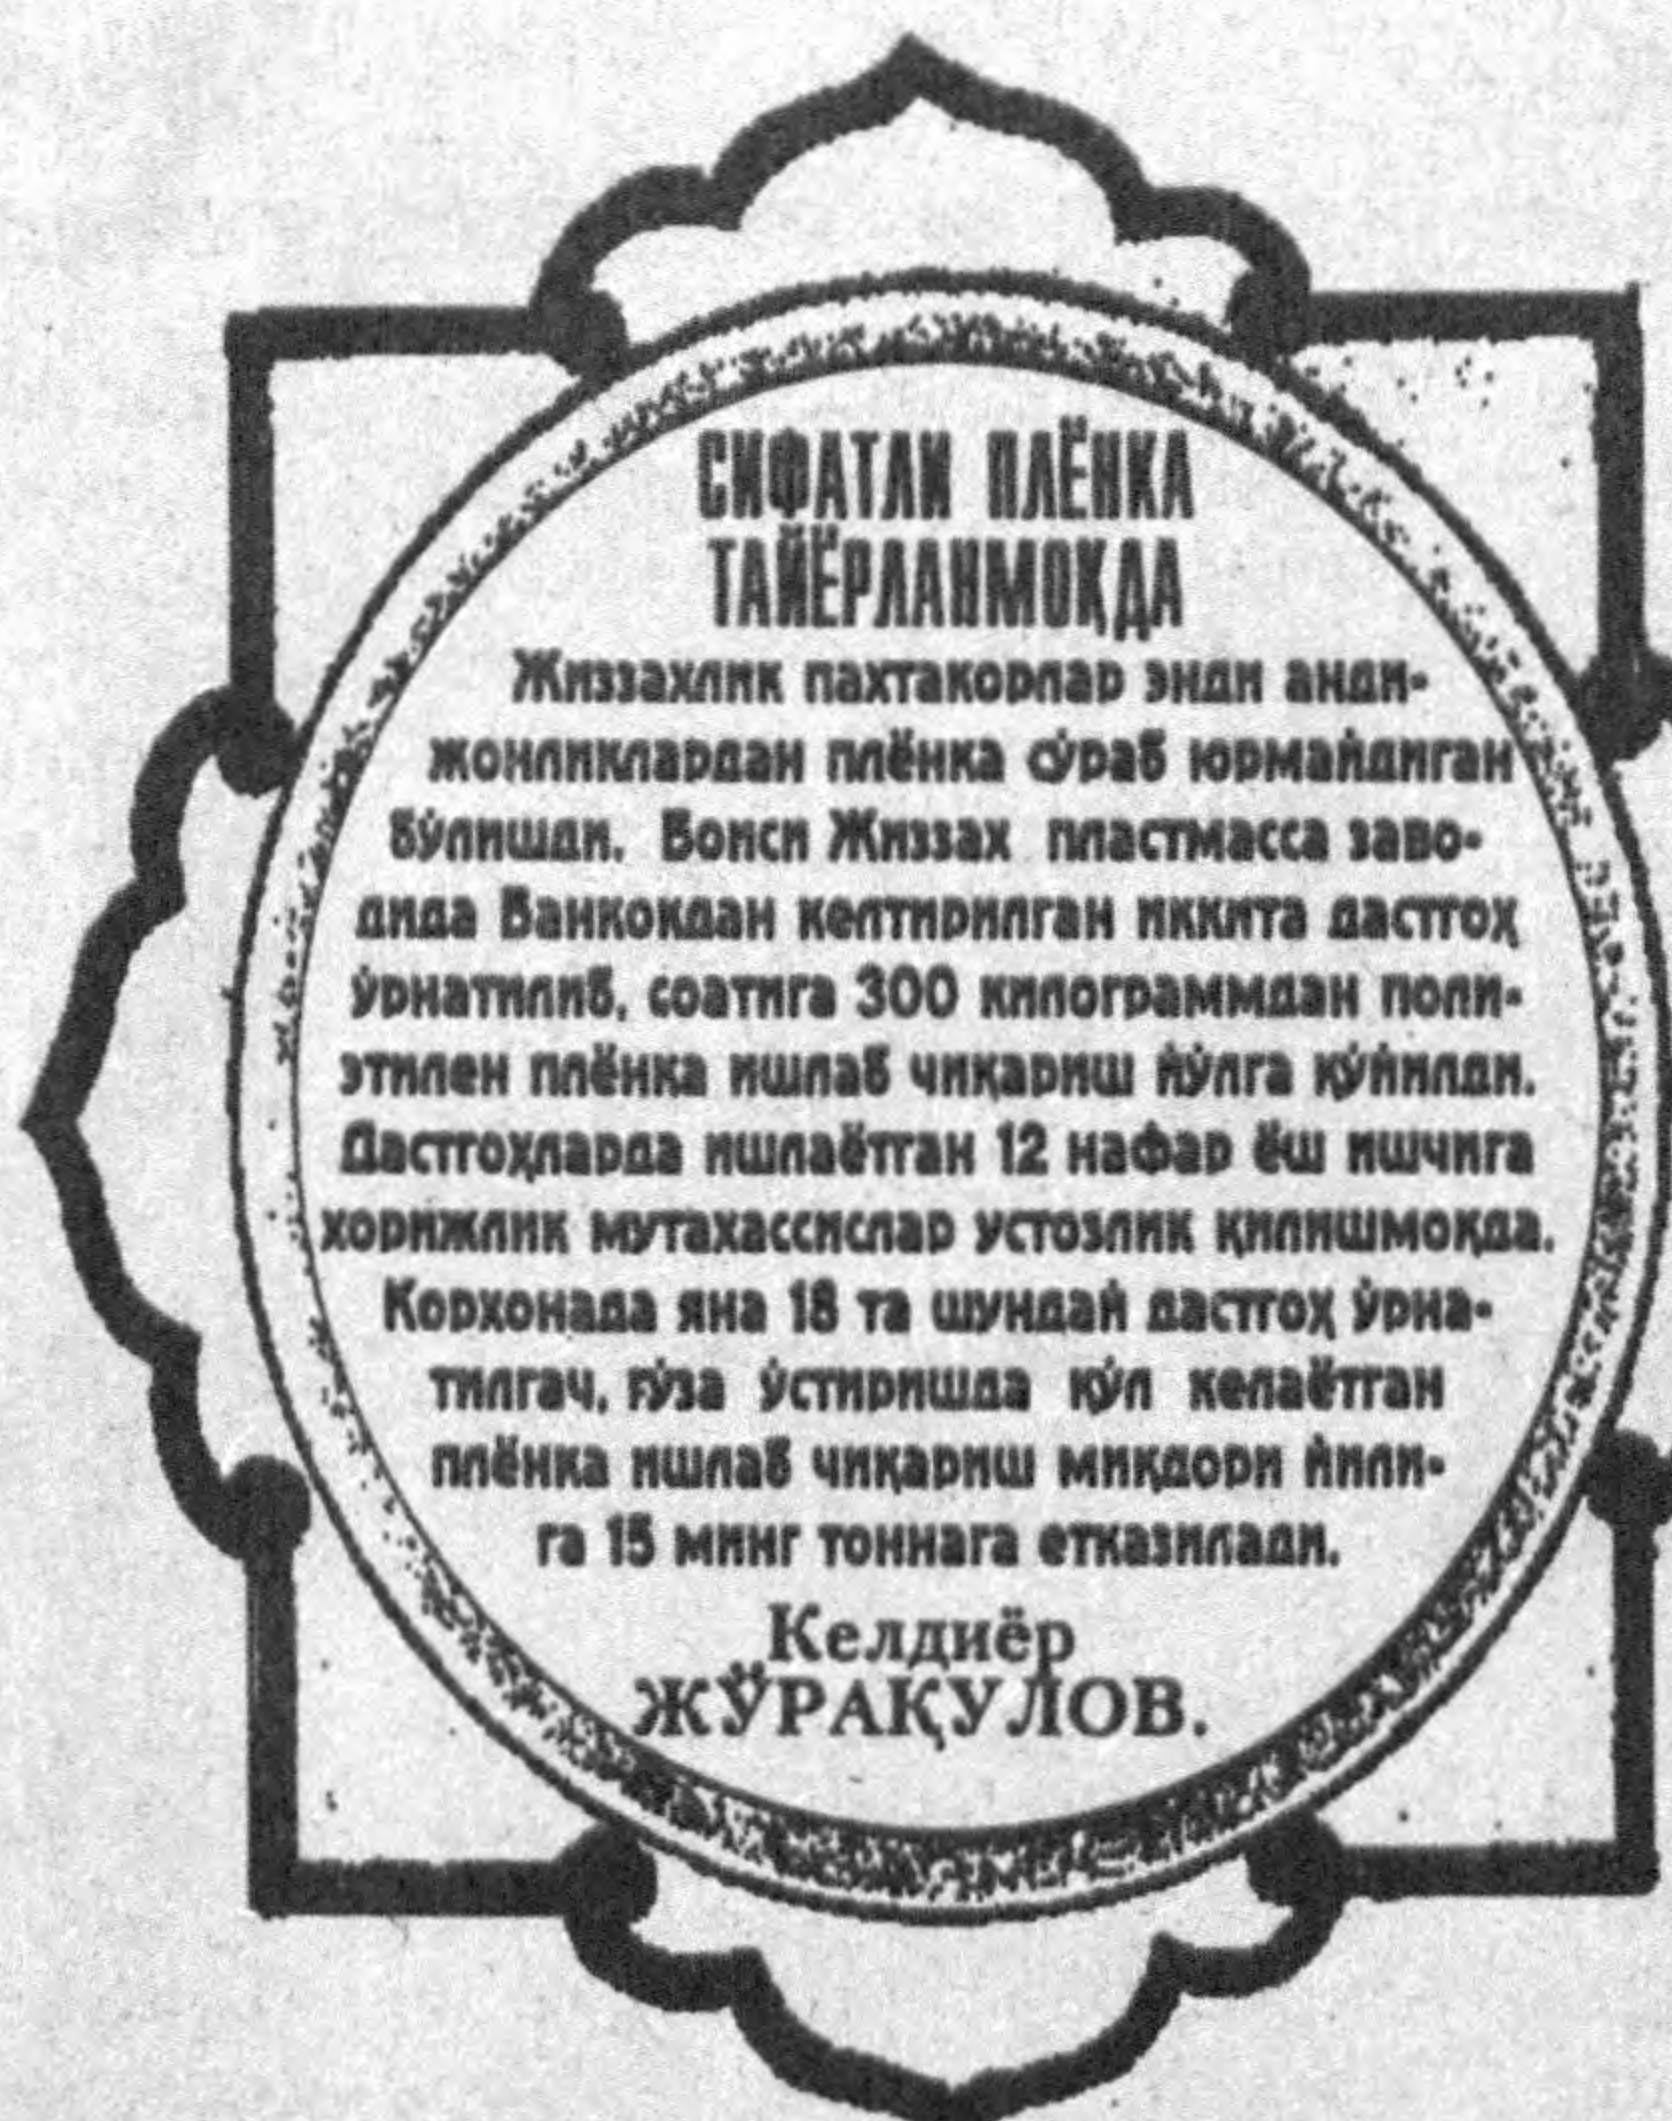 СИФАТЛИ ПЛЁНКА
ТАЙЁРЛАНМОҚДА
Жиззахлик пахтакорлар энди анди-
жонликлардан плёнка сўраб юрмайдиган
бўлишди. Боиси Жиззах пластмасса заво-
дида Банкокдан келтирилган иккита дастгоҳ
ўрнатилиб, соатига 300 килограммдан поли-
этилен плёнка ишлаб чиқариш йўлга қўйилди.
Дастгоҳларда ишлаётган 12 нафар ёш ишчига
хорижлик мутахассислар устозлик қилишмоқда.
Корхонада яна 18 та шундай дастгоҳ ўрна-
тилгач, ғўза ўстиришда қўл келаётган
плёнка ишлаб чиқариш миқдори йили-
га 15 минг тоннага етказилади.
Келдиёр
ЖЎРАҚУЛОВ.